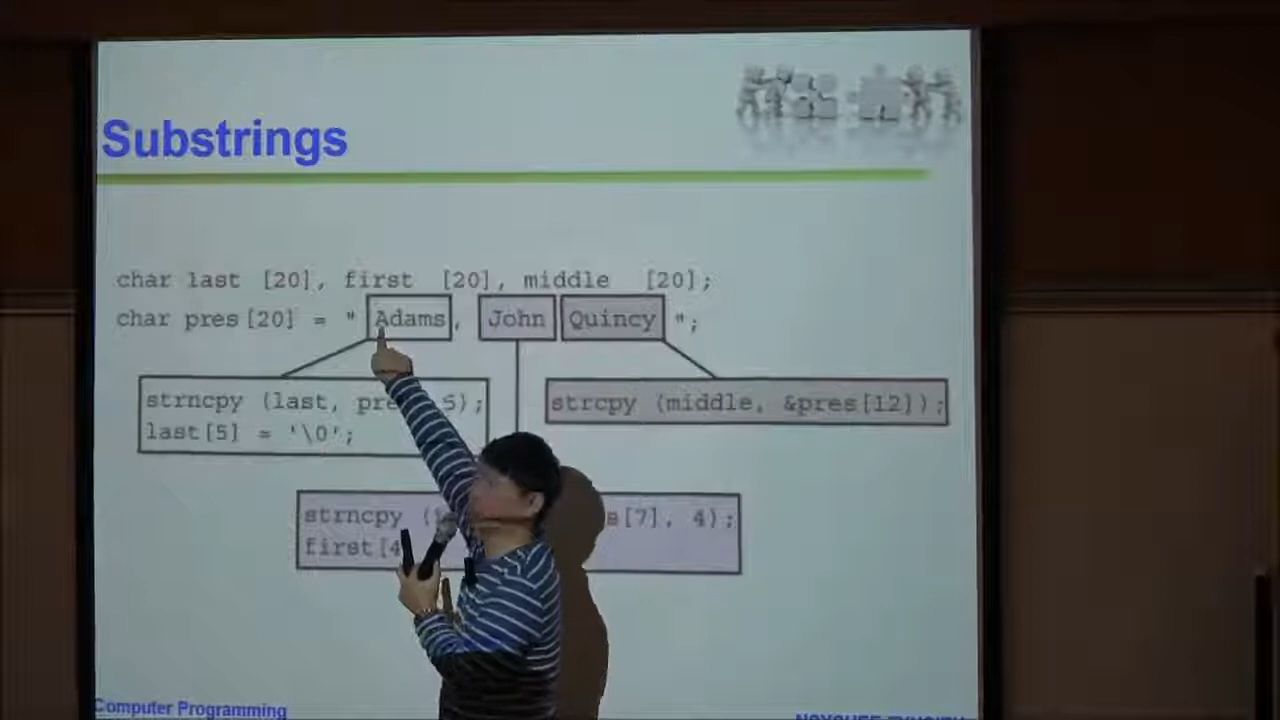 Substrings
char last [20], first [20], middle [20];
char pres[20] = " Adams, John Quincy ";
strncpy (last, pre 5);
last[5] = '\0';
strcpy (middle, &pres[12]);
strncpy ( s[7], 4);
first[4
Computer Programming